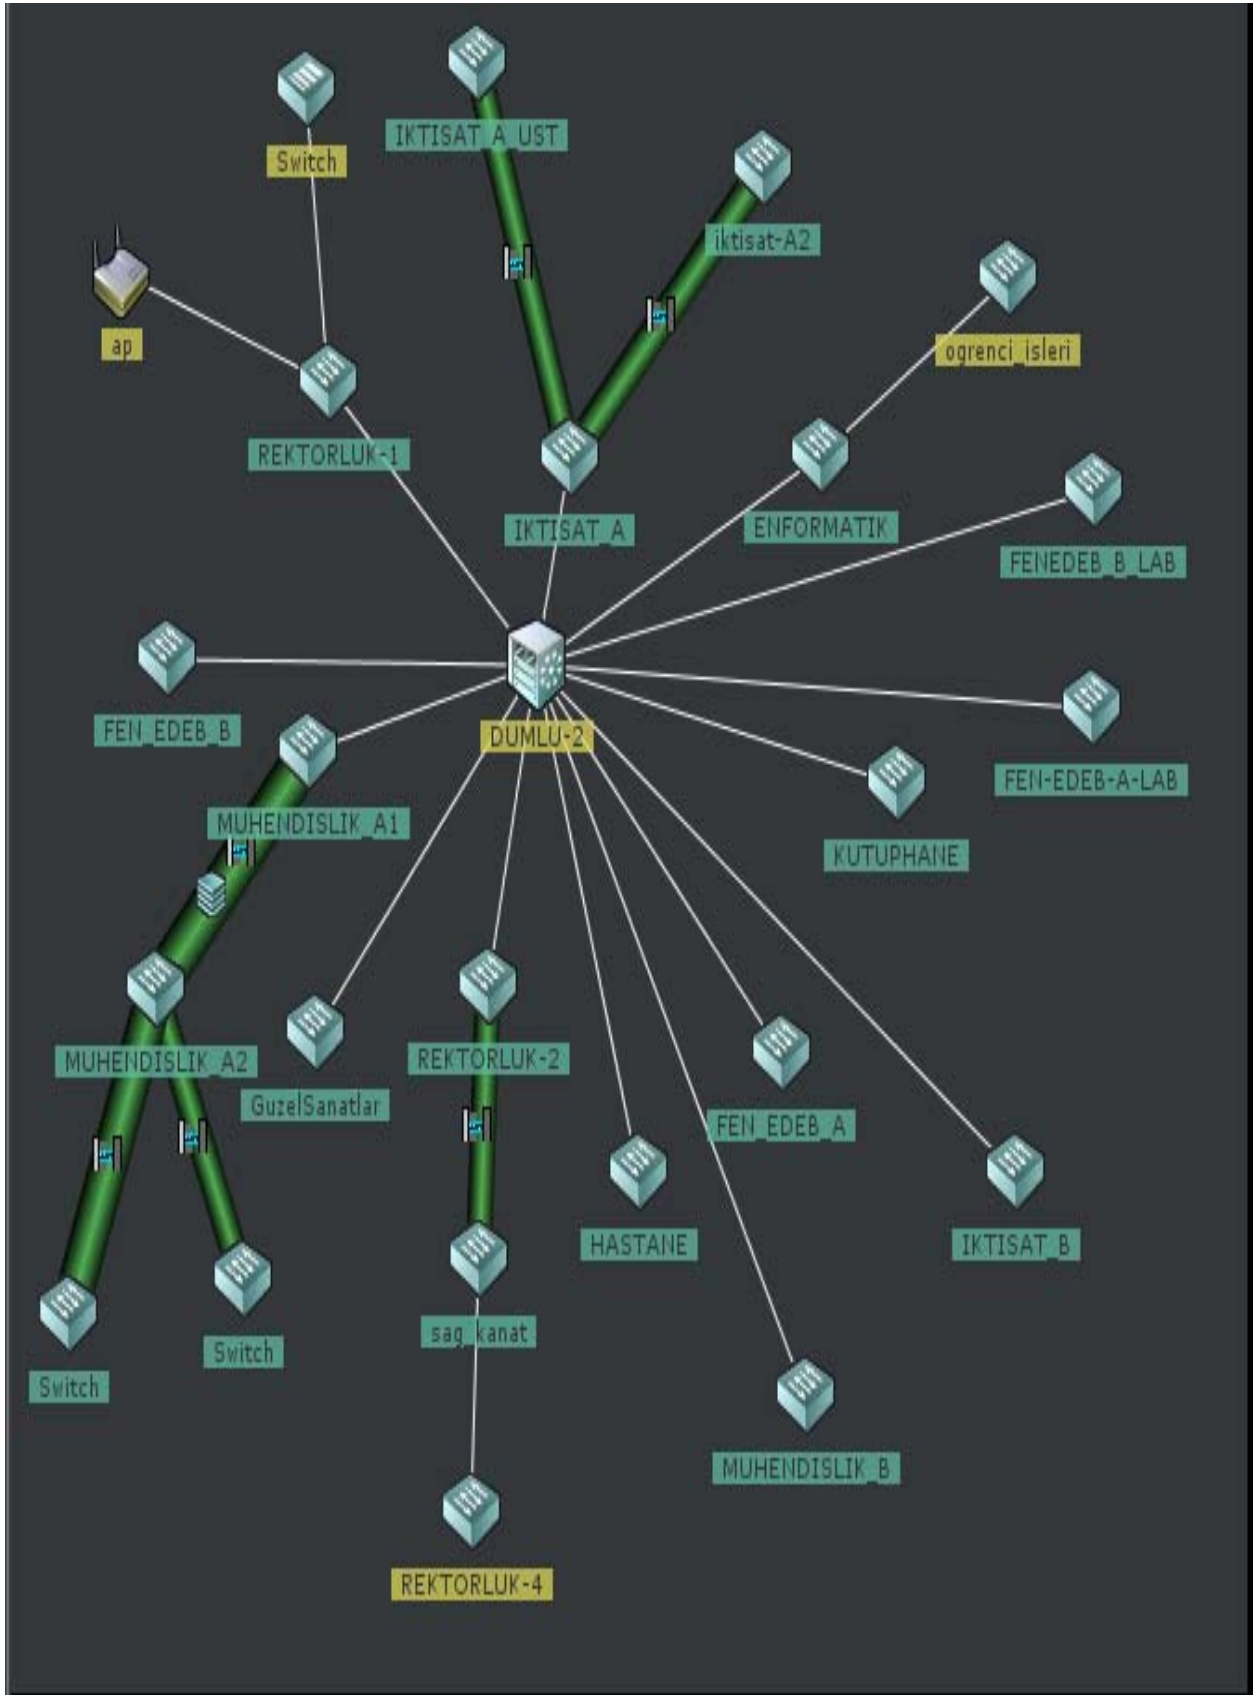 IKTISAT_A_UST
Switch
iktisat-A2
ap
ogrenci_isleri
REKTORLUK-1
IKTISAT_A
ENFORMATIK
FENEDEB_B_LAB
FEN_EDEB_B
DUMLU-2
FEN-EDEB-A-LAB
MUHENDISLIK_A1
KUTUPHANE
MUHENDISLIK_A2
REKTORLUK-2
GuzelSanatlar
FEN_EDEB_A
HASTANE
IKTISAT_B
sag_kanat
Switch
Switch
MUHENDISLIK_B
REKTORLUK-4